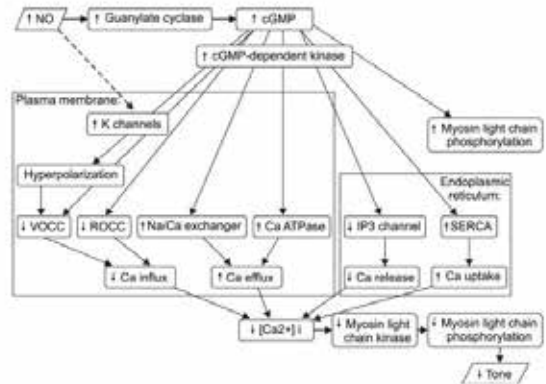 ↑ NO
↑ Guanylate cyclase
↑ cGMP
↑ cGMP-dependent kinase
Plasma membrane:
↑ K channels
↑ Myosin light chain
phosphorylation
Hyperpolarization
Endoplasmic
reticulum:
↓ VOCC
↓ ROCC
↑ Na/Ca exchanger
↑ Ca ATPase
↓ IP3 channel
↑ SERCA
↓ Ca influx
↑ Ca efflux
↓ Ca release
↑ Ca uptake
↓ [Ca2+] i
↓ Myosin light
chain kinase
↓ Myosin light chain
phosphorylation
↓ Tone